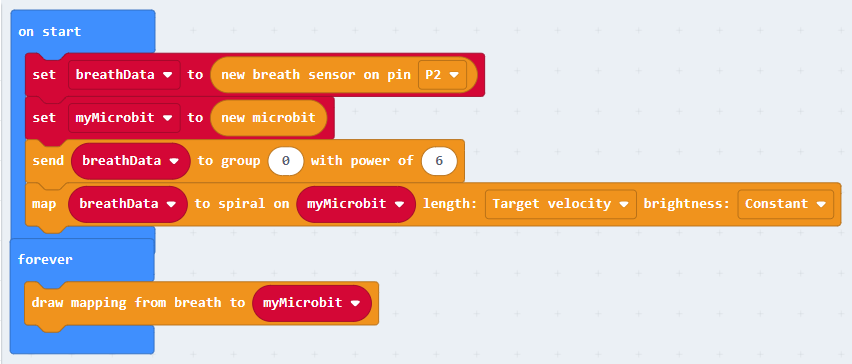 on start
set breathData to new breath sensor on pin P2
set myMicrobit to new microbit
send breathData to group 0 with power of 6
map breathData to spiral on myMicrobit length: Target velocity brightness: Constant
forever
draw mapping from breath to myMicrobit